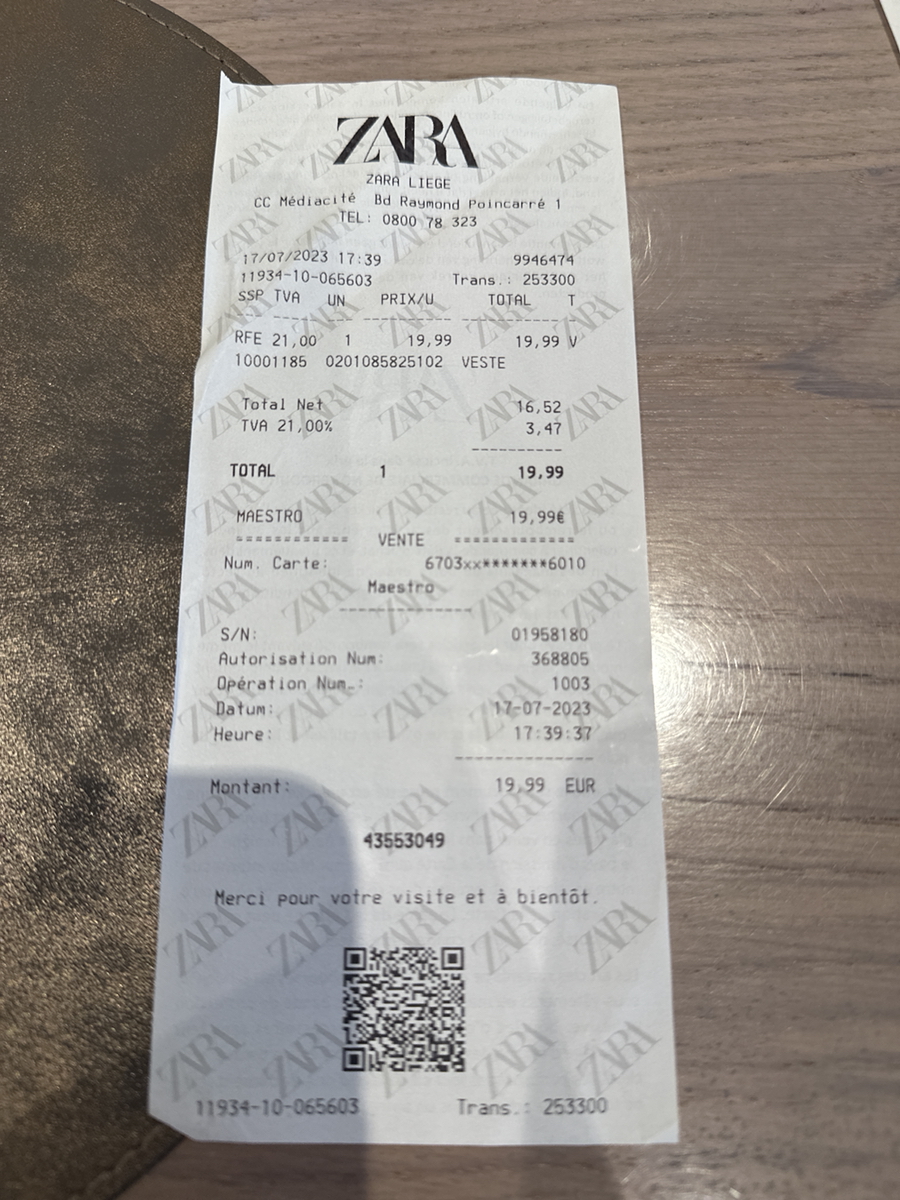 ZARA
ZARA LIEGE
CC Médiacité Bd Raymond Poincarré 1
TEL: 0800 78 323
17/07/2023 17:39 9946474
11934-10-065603 Trans.: 253300
SSP TVA UN PRIX/U TOTAL T
RFE 21,00 1 19,99 19,99 V
10001185 0201085825102 VESTE
Total Net 16,52
TVA 21,00% 3,47
TOTAL 1 19,99
MAESTRO 19,99€
============ VENTE =============
Num. Carte: 6703xx*******6010
Maestro
S/N: 01958180
Autorisation Num: 368805
Opération Num.: 1003
Datum: 17-07-2023
Heure: 17:39:37
Montant: 19,99 EUR
43553049
Merci pour votre visite et à bientôt.
11934-10-065603 Trans.: 253300